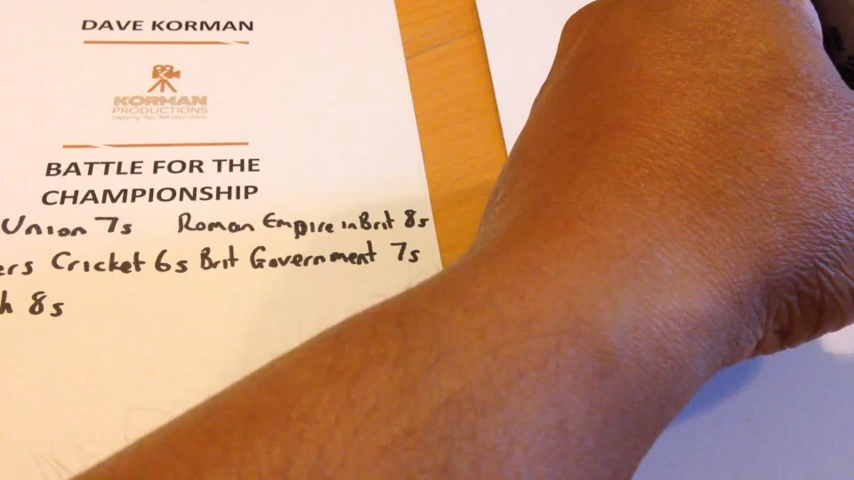 DAVE KORMAN
KORMAN
PRODUCTIONS
BATTLE FOR THE
CHAMPIONSHIP
Union 7s Roman Empire in Brit 8s
ers Cricket 6s Brit Government 7s
h 8s